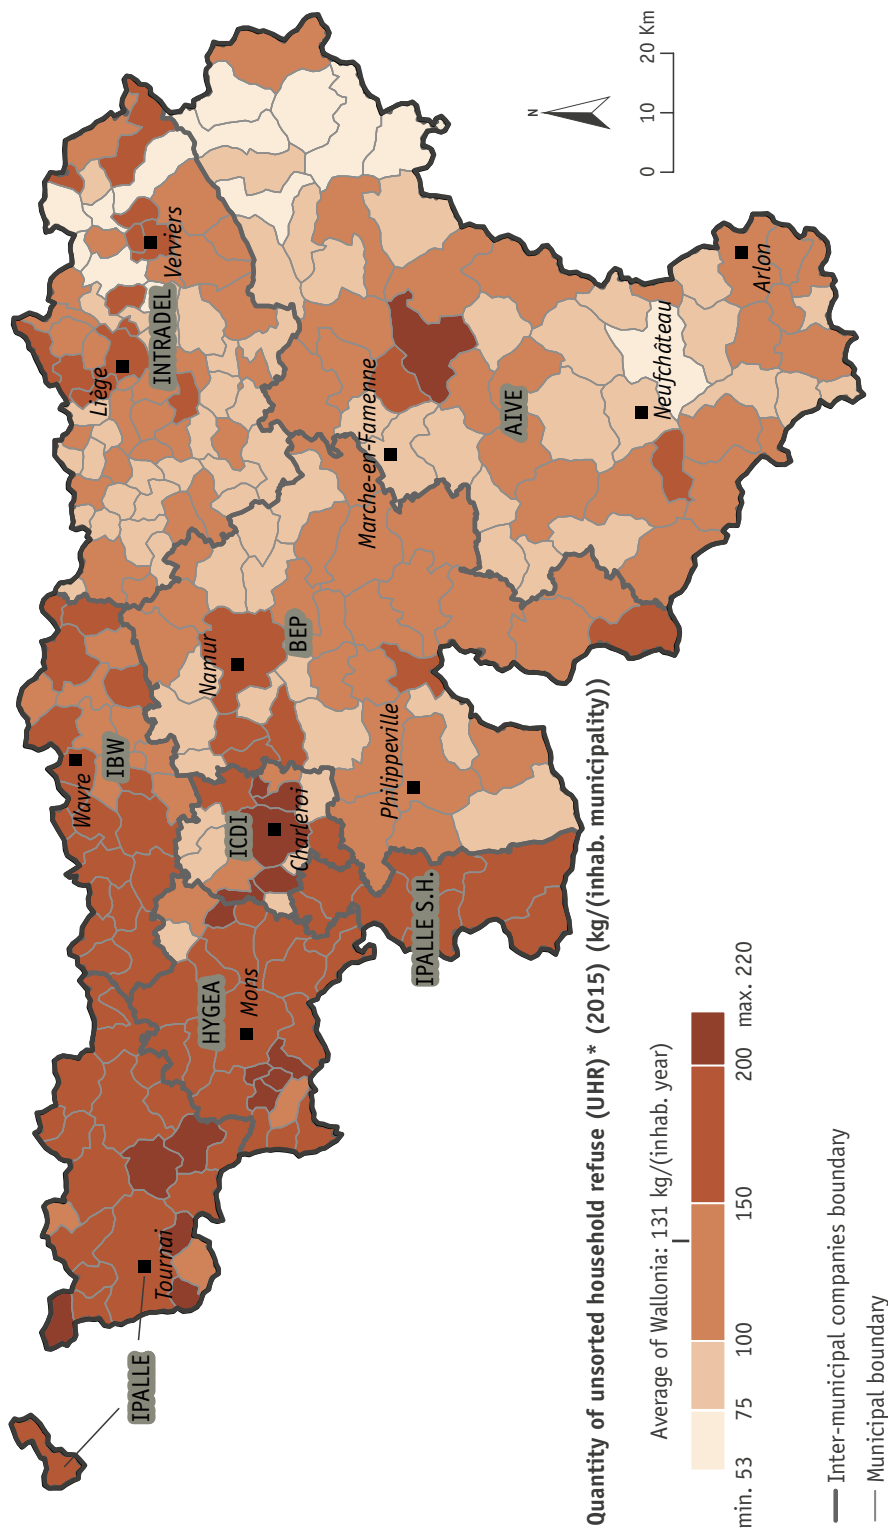 IPALLE
Tournai
HYGEA
Mons
IPALLE S.H.
ICDI
Charleroi
Wavre
IBW
Philippeville
Namur
BEP
Marche-en-Famenne
AIVE
Neufchâteau
Liège
INTRADEL
Verviers
Arlon
N
0 10 20 Km
Quantity of unsorted household refuse (UHR)* (2015) (kg/(inhab. municipality))
Average of Wallonia: 131 kg/(inhab. year)
min. 53 75 100 150 200 max. 220
Inter-municipal companies boundary
Municipal boundary